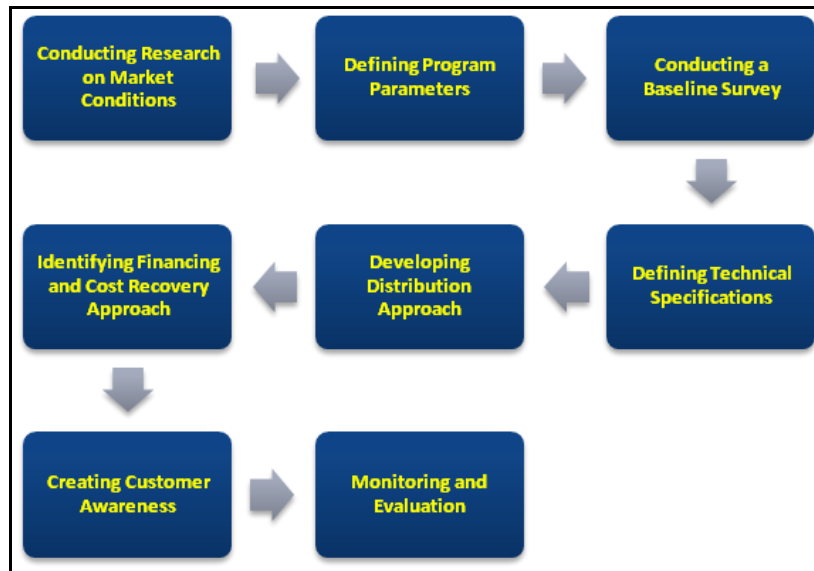 Conducting Research
on Market
Conditions
Defining Program
Parameters
Conducting a
Baseline Survey
Defining Technical
Specifications
Developing
Distribution
Approach
Identifying Financing
and Cost Recovery
Approach
Creating Customer
Awareness
Monitoring and
Evaluation